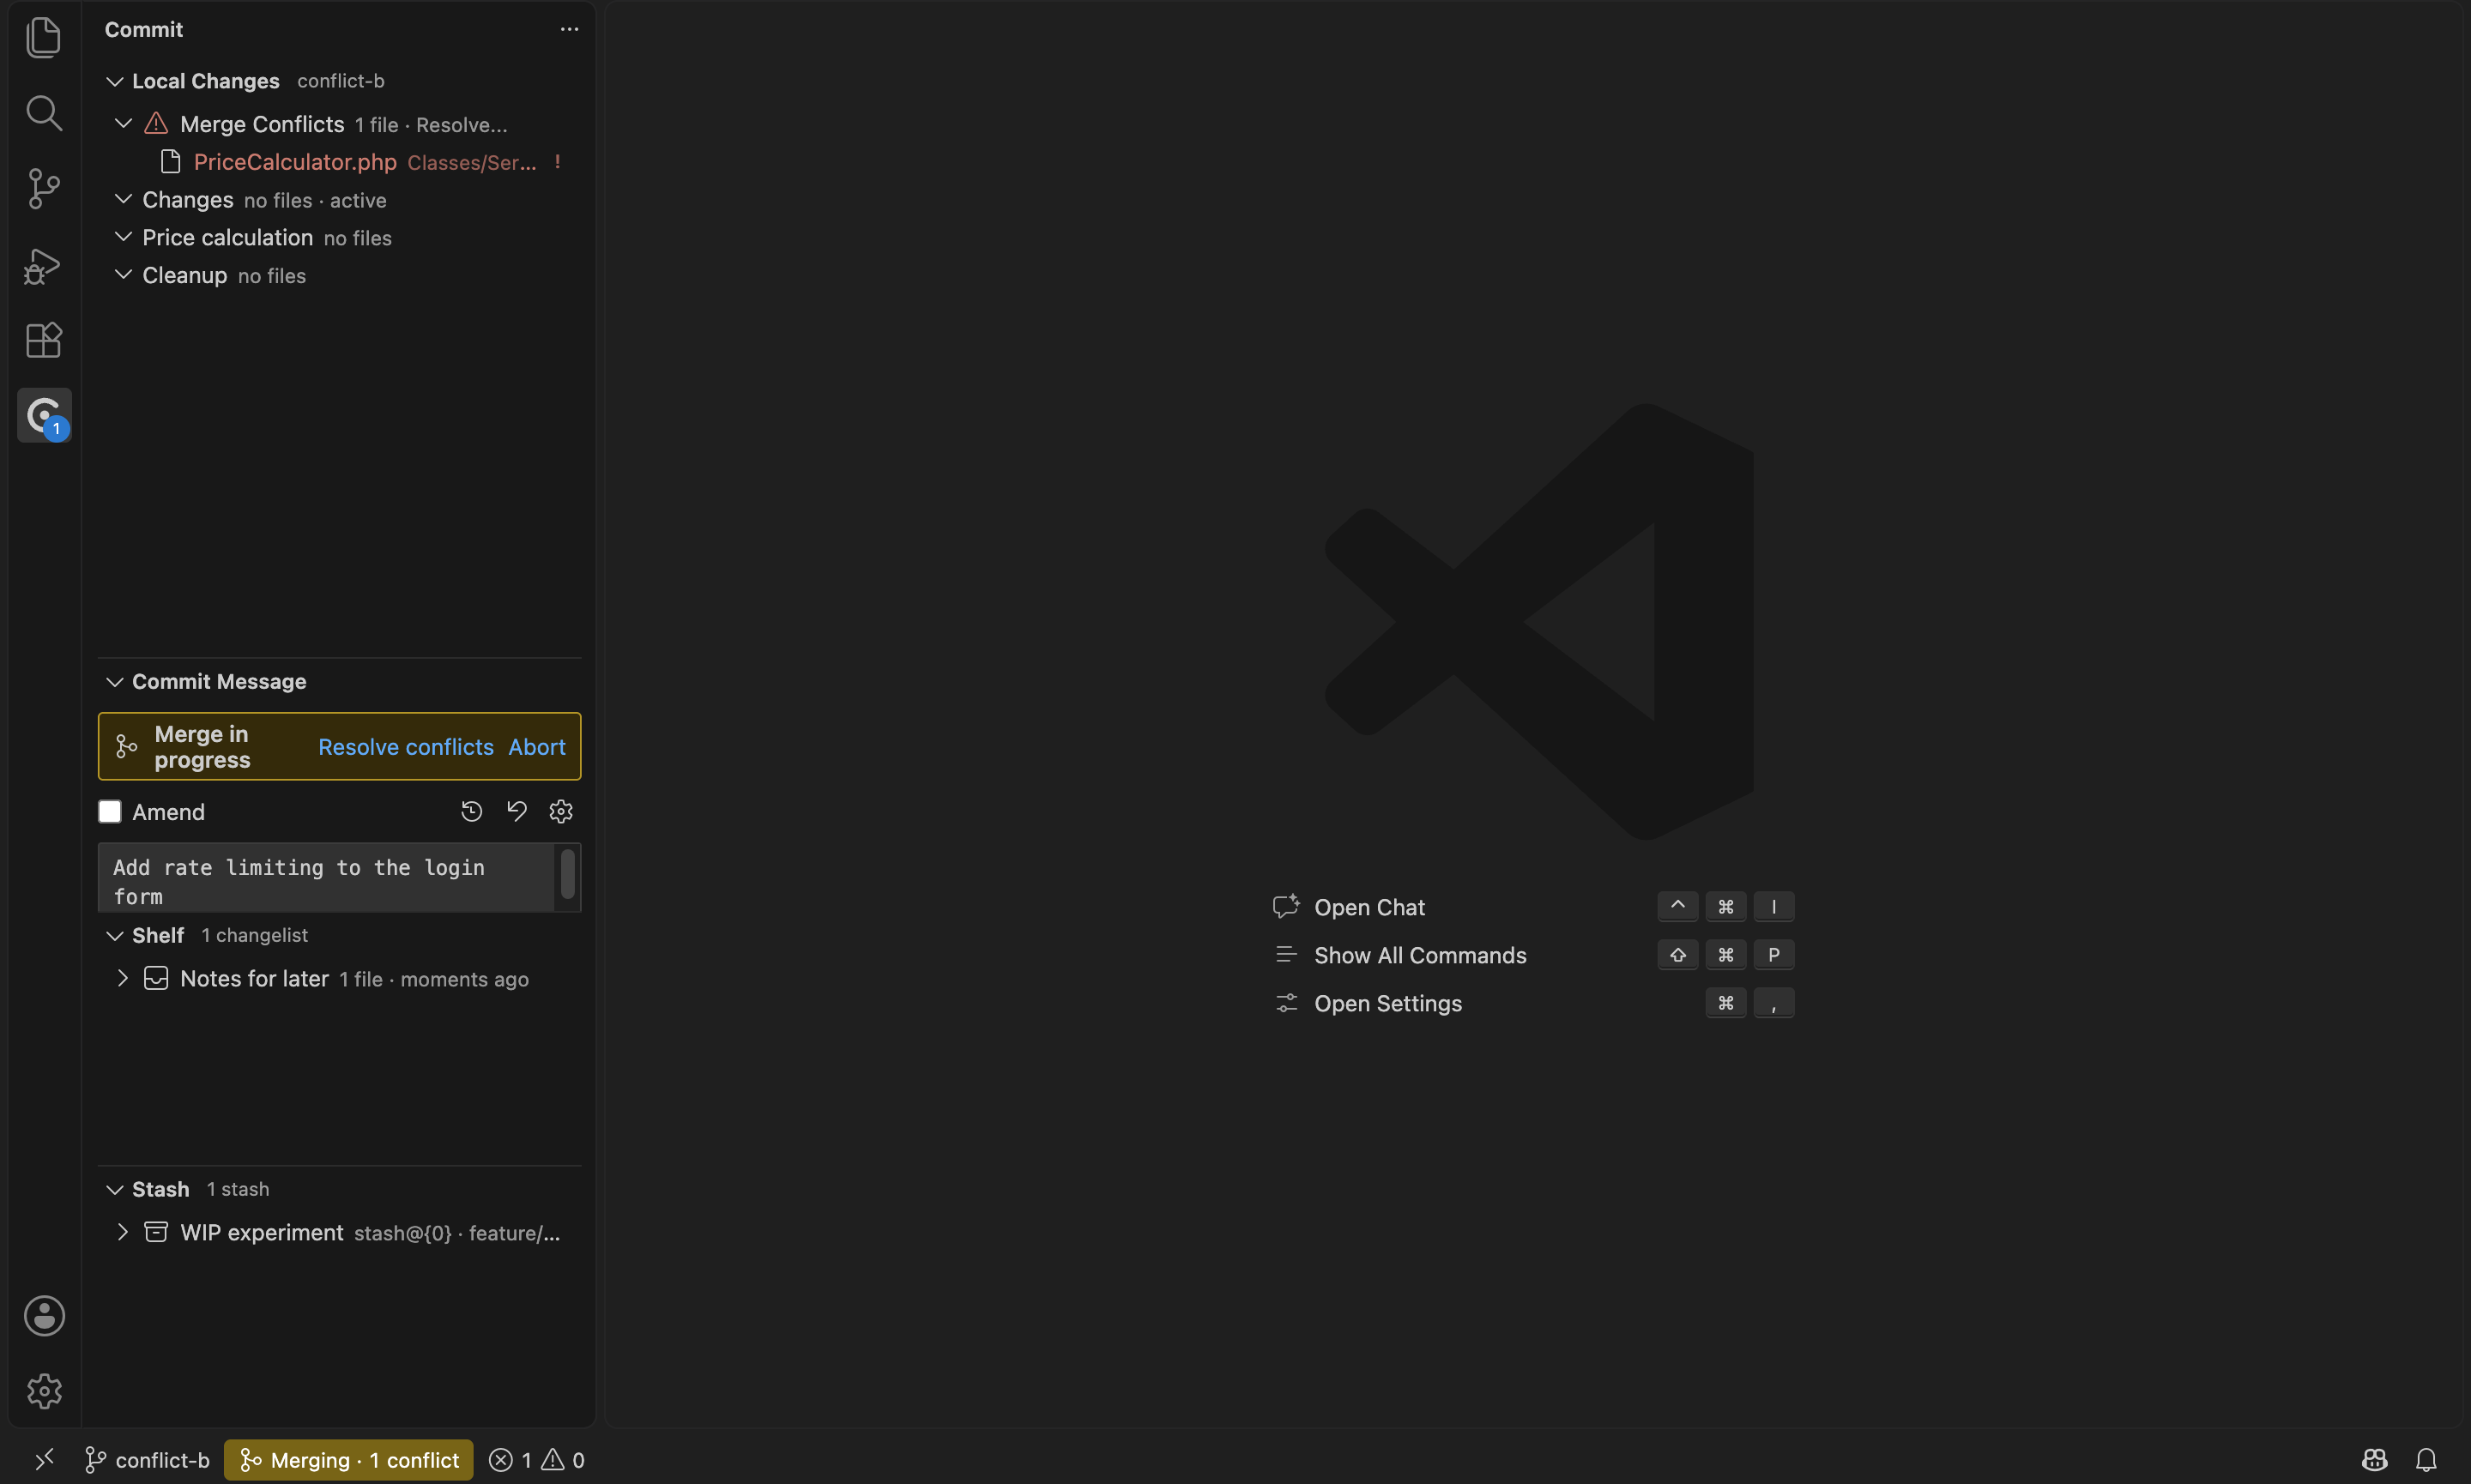 Commit
Local Changes conflict-b
Merge Conflicts 1 file · Resolve...
PriceCalculator.php Classes/Ser... !
Changes no files · active
Price calculation no files
Cleanup no files
1
Commit Message
Merge in
progress
Resolve conflicts Abort
Amend
Add rate limiting to the login
form
Shelf 1 changelist
Notes for later 1 file · moments ago
Stash 1 stash
WIP experiment stash@{0} · feature/...
Open Chat ^ ⌘ I
Show All Commands ⇧ ⌘ P
Open Settings ⌘ ,
conflict-b Merging · 1 conflict 1 0